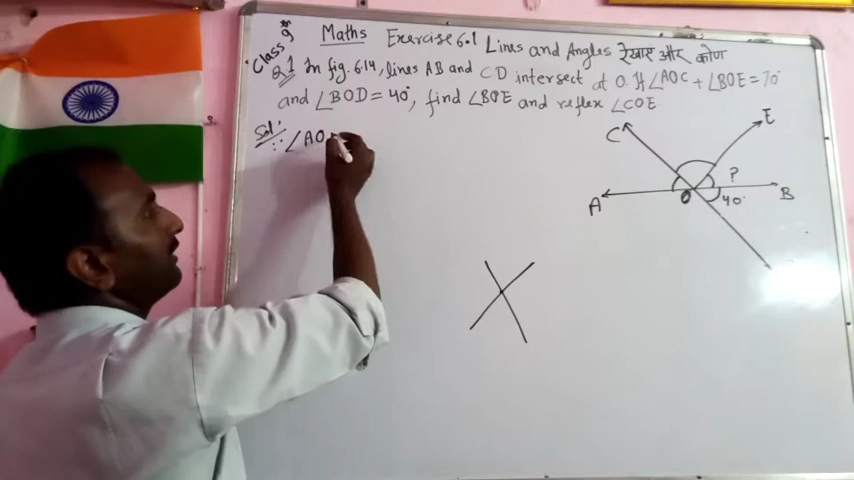 Class 9th Maths Exercise 6.1 Lines and Angles रेखाएँ और कोण
Q.1 In fig. 6.14, lines AB and CD intersect at O. If ∠AOC + ∠BOE = 70°
and ∠BOD = 40°, find ∠BOE and reflex ∠COE.
Solⁿ
∵ ∠AO
C
E
?
A
O
40°
B